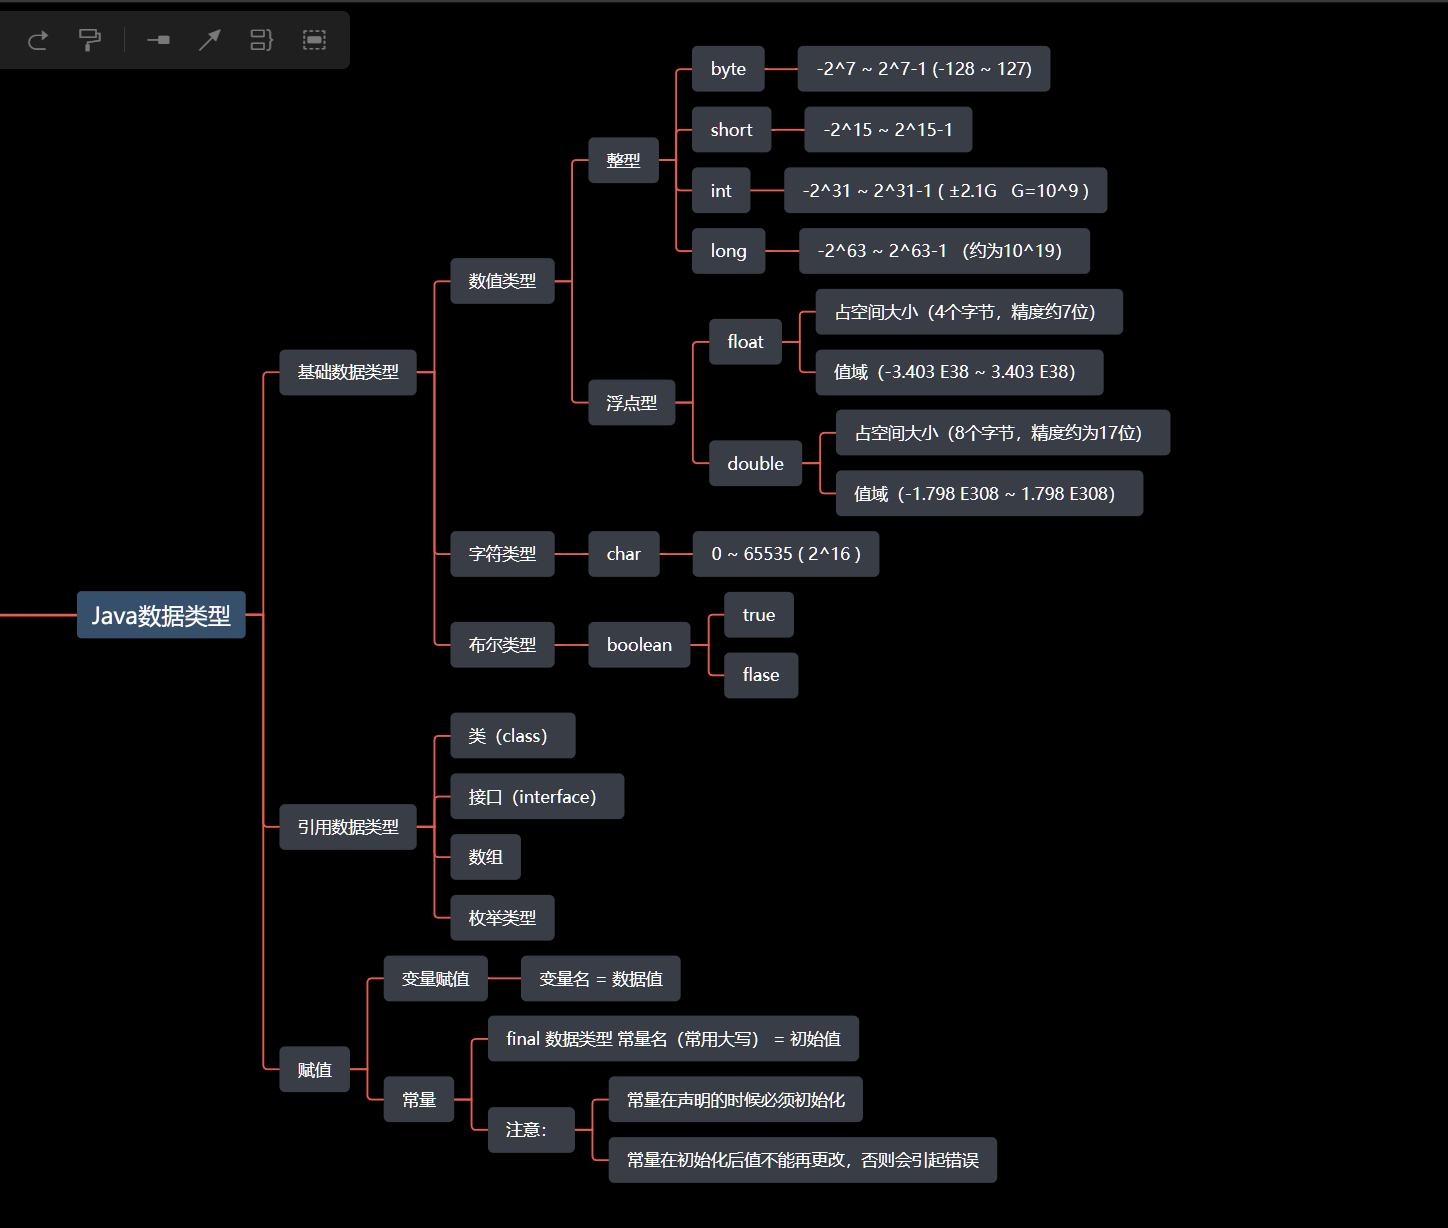 Java数据类型
基础数据类型
数值类型
整型
byte
-2^7 ~ 2^7-1 (-128 ~ 127)
short
-2^15 ~ 2^15-1
int
-2^31 ~ 2^31-1 ( ±2.1G   G=10^9 )
long
-2^63 ~ 2^63-1 （约为10^19）
浮点型
float
占空间大小（4个字节，精度约7位）
值域（-3.403 E38 ~ 3.403 E38）
double
占空间大小（8个字节，精度约为17位）
值域（-1.798 E308 ~ 1.798 E308）
字符类型
char
0 ~ 65535 ( 2^16 )
布尔类型
boolean
true
flase
引用数据类型
类（class）
接口（interface）
数组
枚举类型
赋值
变量赋值
变量名 = 数据值
常量
final 数据类型 常量名（常用大写） = 初始值
注意：
常量在声明的时候必须初始化
常量在初始化后值不能再更改，否则会引起错误